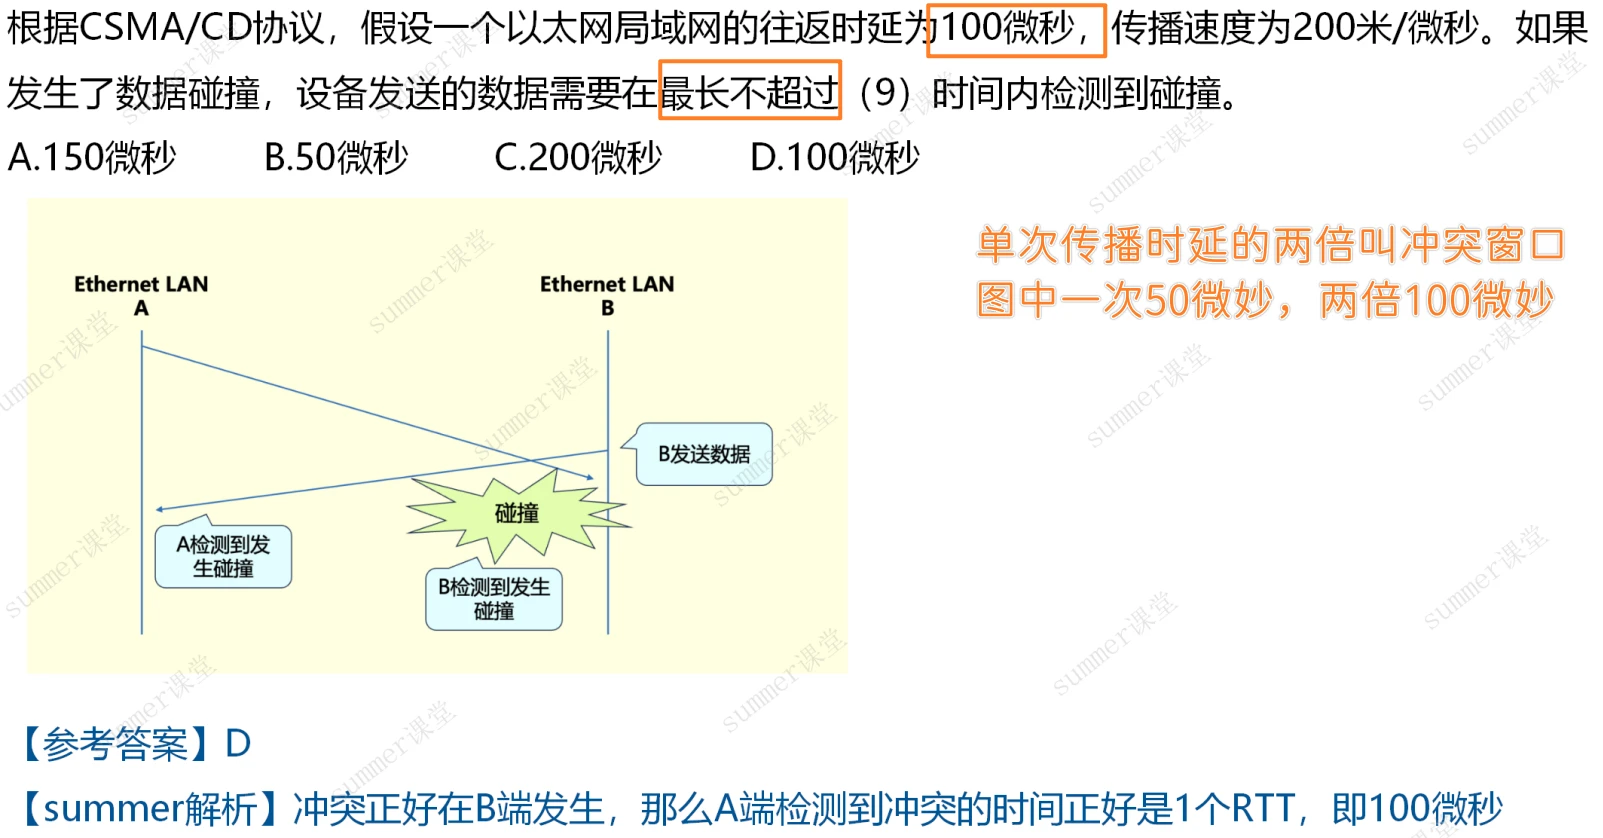 根据CSMA/CD协议，假设一个以太网局域网的往返时延为100微秒，传播速度为200米/微秒。如果
发生了数据碰撞，设备发送的数据需要在最长不超过（9）时间内检测到碰撞。
A.150微秒 B.50微秒 C.200微秒 D.100微秒
单次传播时延的两倍叫冲突窗口
图中一次50微妙，两倍100微妙
Ethernet LAN
A
Ethernet LAN
B
B发送数据
碰撞
A检测到发
生碰撞
B检测到发生
碰撞
【参考答案】D
【summer解析】冲突正好在B端发生，那么A端检测到冲突的时间正好是1个RTT，即100微秒
summer课堂